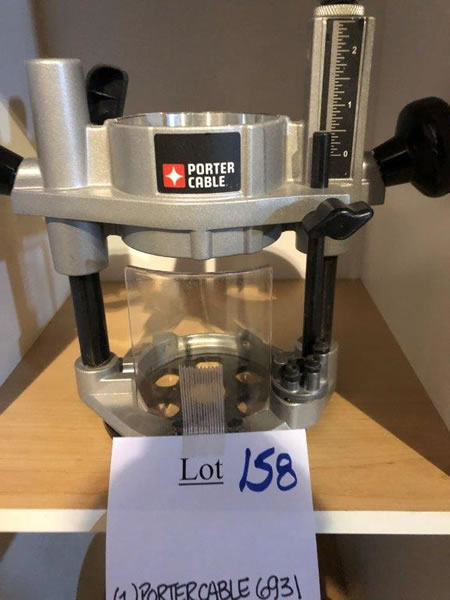 2
1
0
PORTER
CABLE
Lot 158
(1) PORTER CABLE 6931